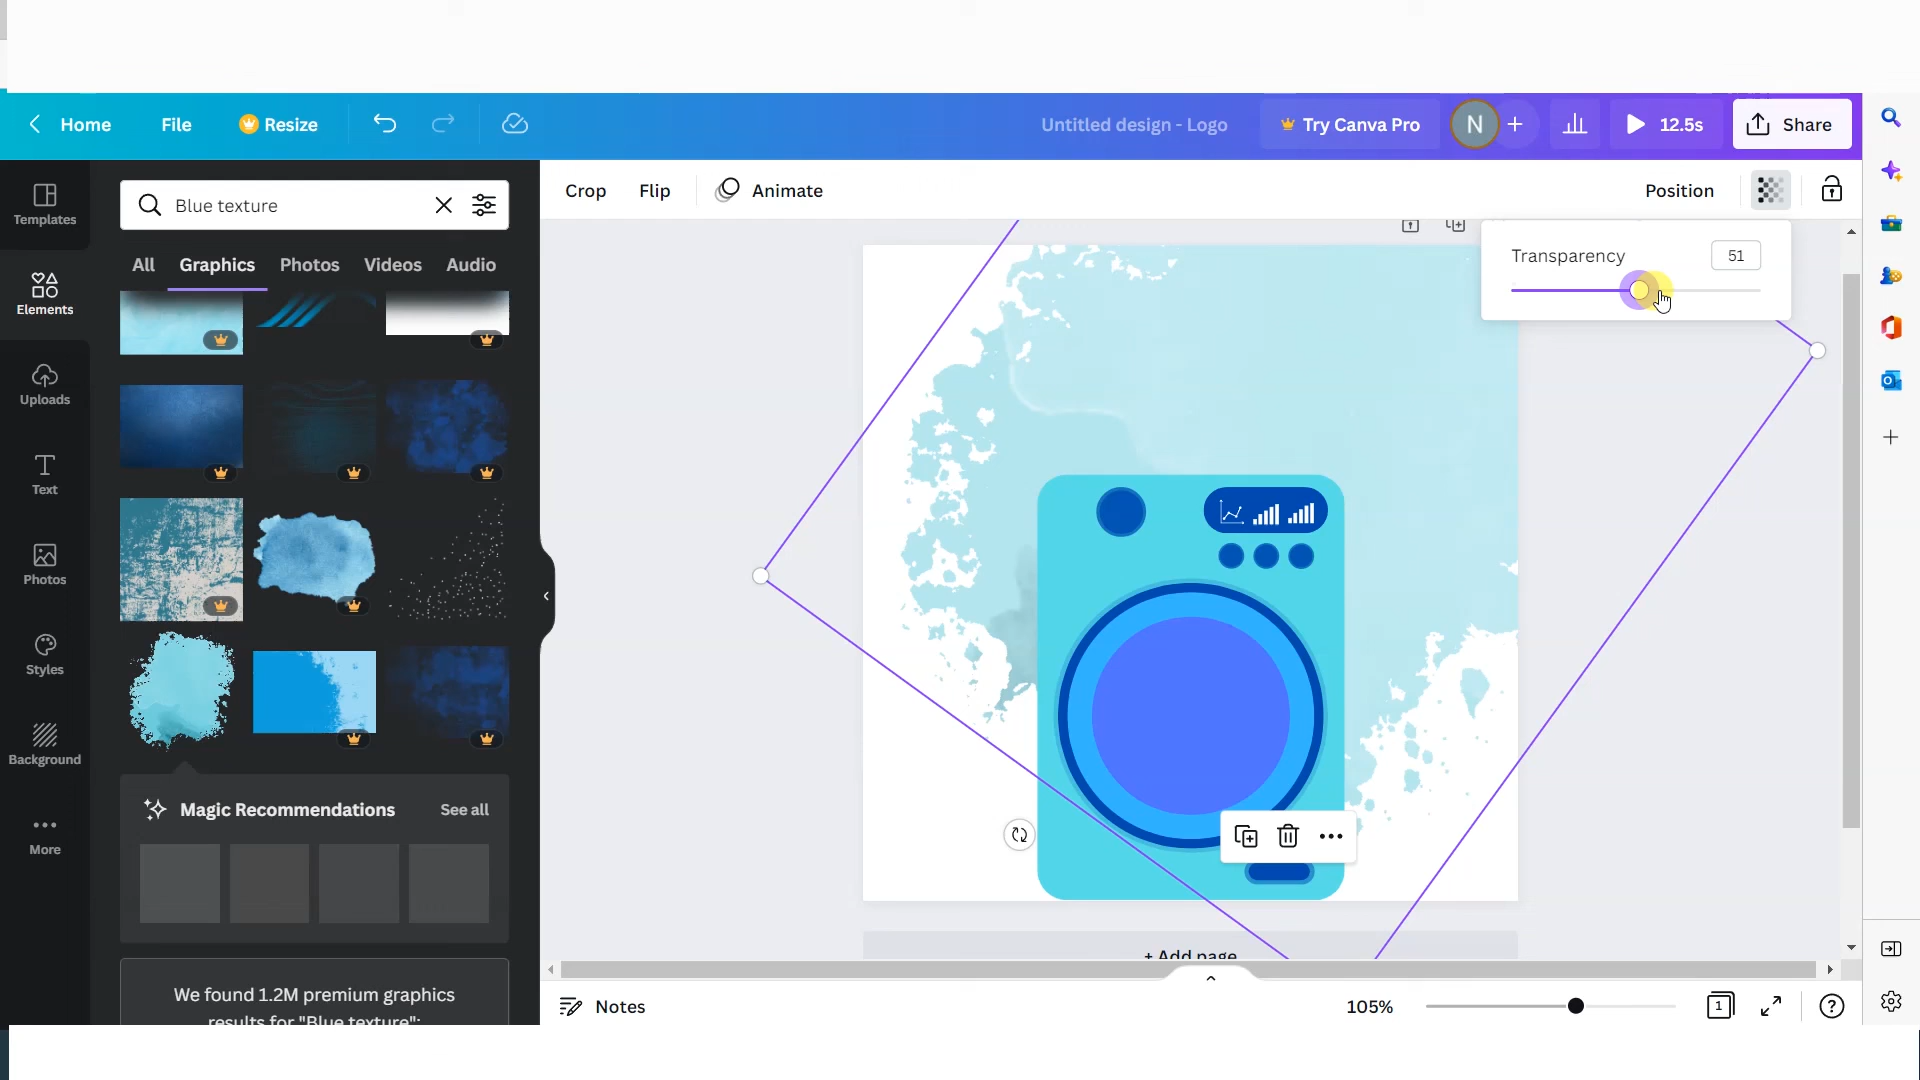 Home File Resize Untitled design - Logo Try Canva Pro N 12.5s Share
Templates
Elements
Uploads
Text
Photos
Styles
Background
More
Blue texture
All Graphics Photos Videos Audio
Magic Recommendations See all
We found 1.2M premium graphics
results for "Blue texture":
Crop Flip Animate Position
Transparency 51
+ Add page
Notes 105% 1